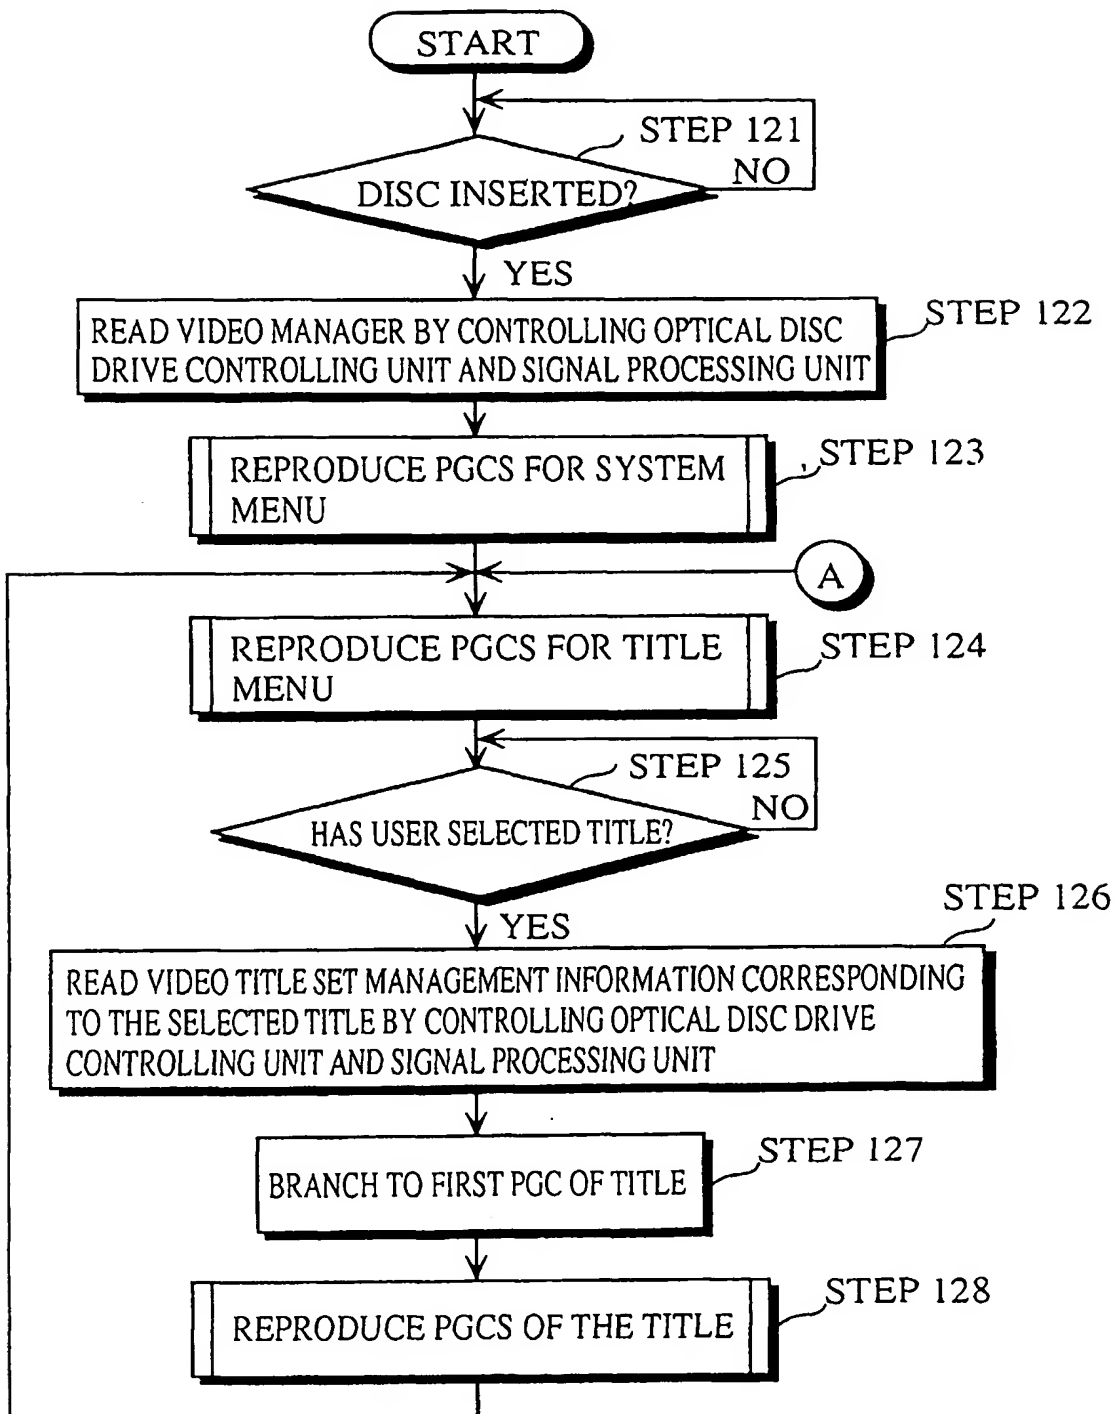 START
STEP 121
NO
DISC INSERTED?
YES
STEP 122
READ VIDEO MANAGER BY CONTROLLING OPTICAL DISC
DRIVE CONTROLLING UNIT AND SIGNAL PROCESSING UNIT
STEP 123
REPRODUCE PGCS FOR SYSTEM
MENU
A
STEP 124
REPRODUCE PGCS FOR TITLE
MENU
STEP 125
NO
HAS USER SELECTED TITLE?
YES
STEP 126
READ VIDEO TITLE SET MANAGEMENT INFORMATION CORRESPONDING
TO THE SELECTED TITLE BY CONTROLLING OPTICAL DISC DRIVE
CONTROLLING UNIT AND SIGNAL PROCESSING UNIT
STEP 127
BRANCH TO FIRST PGC OF TITLE
STEP 128
REPRODUCE PGCS OF THE TITLE